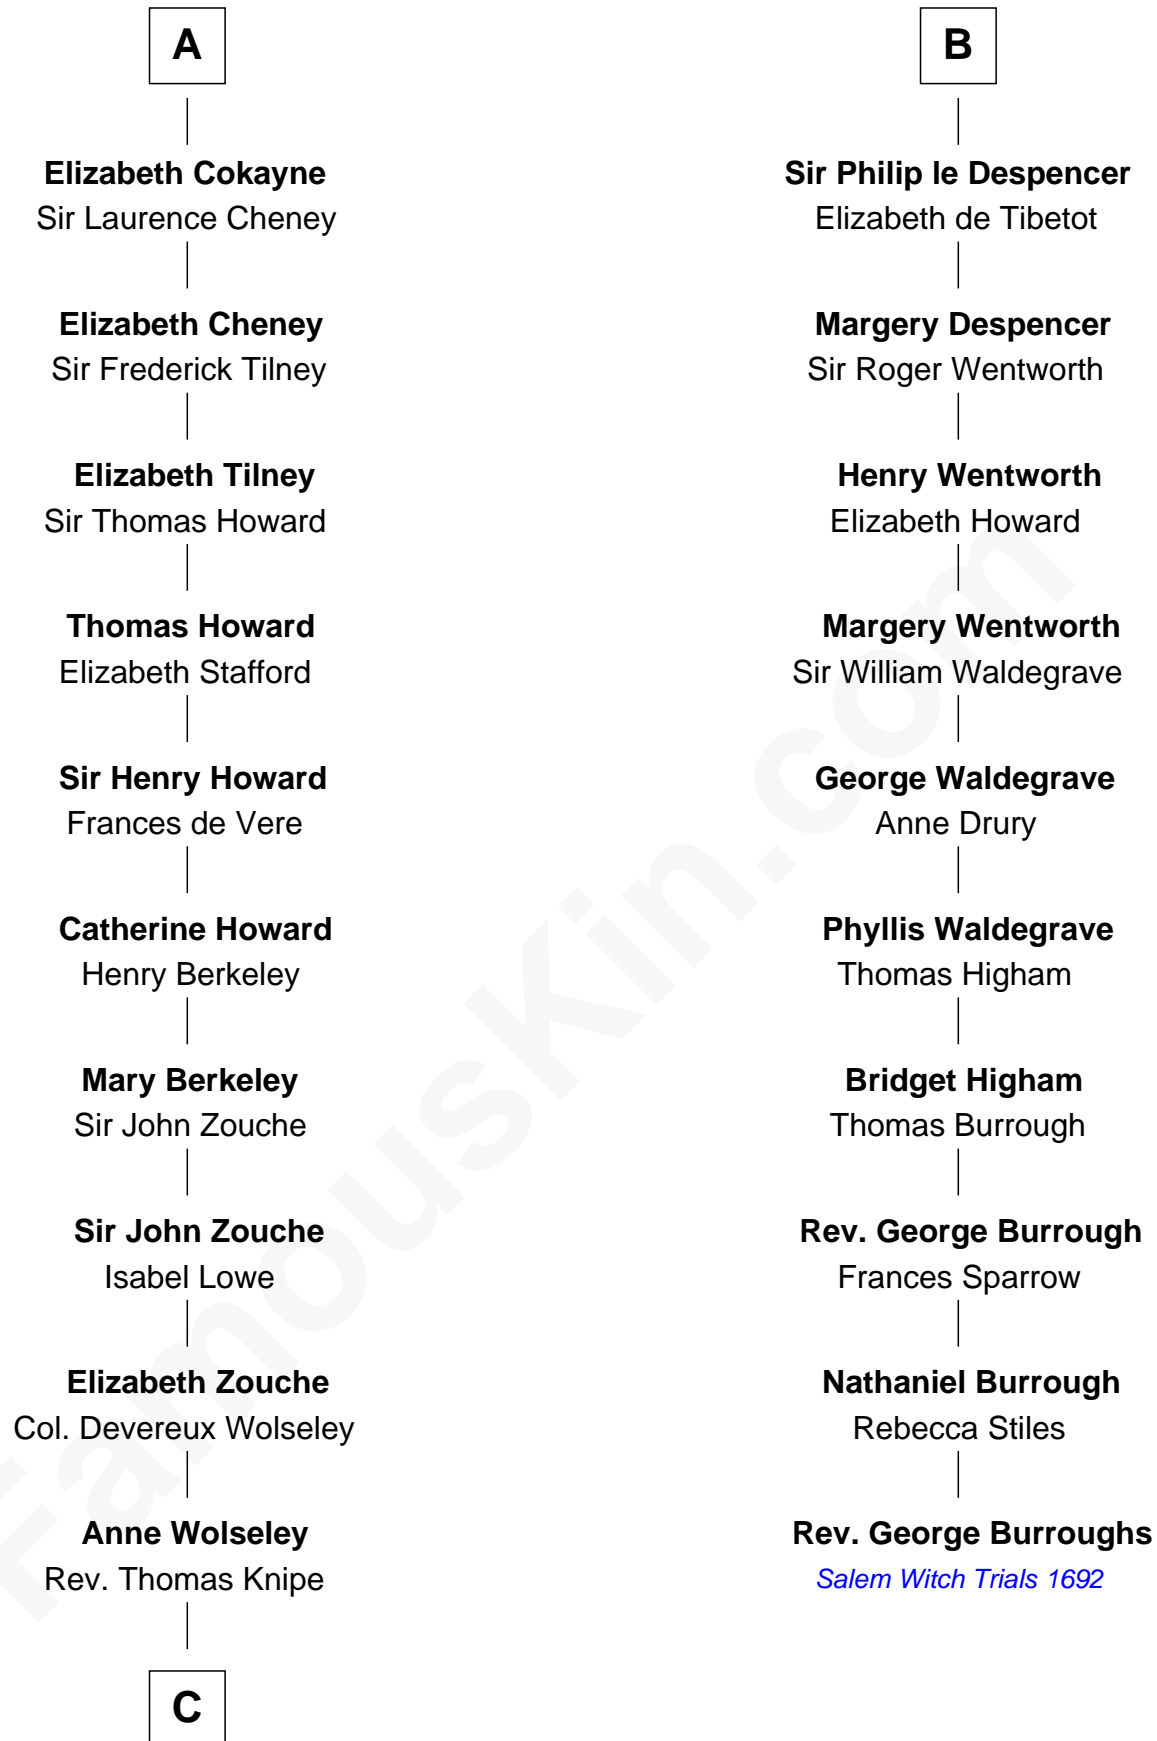 A
Elizabeth Cokayne
Sir Laurence Cheney
Elizabeth Cheney
Sir Frederick Tilney
Elizabeth Tilney
Sir Thomas Howard
Thomas Howard
Elizabeth Stafford
Sir Henry Howard
Frances de Vere
Catherine Howard
Henry Berkeley
Mary Berkeley
Sir John Zouche
Sir John Zouche
Isabel Lowe
Elizabeth Zouche
Col. Devereux Wolseley
Anne Wolseley
Rev. Thomas Knipe
C
B
Sir Philip le Despencer
Elizabeth de Tibetot
Margery Despencer
Sir Roger Wentworth
Henry Wentworth
Elizabeth Howard
Margery Wentworth
Sir William Waldegrave
George Waldegrave
Anne Drury
Phyllis Waldegrave
Thomas Higham
Bridget Higham
Thomas Burrough
Rev. George Burrough
Frances Sparrow
Nathaniel Burrough
Rebecca Stiles
Rev. George Burroughs
Salem Witch Trials 1692
FamousKin.com